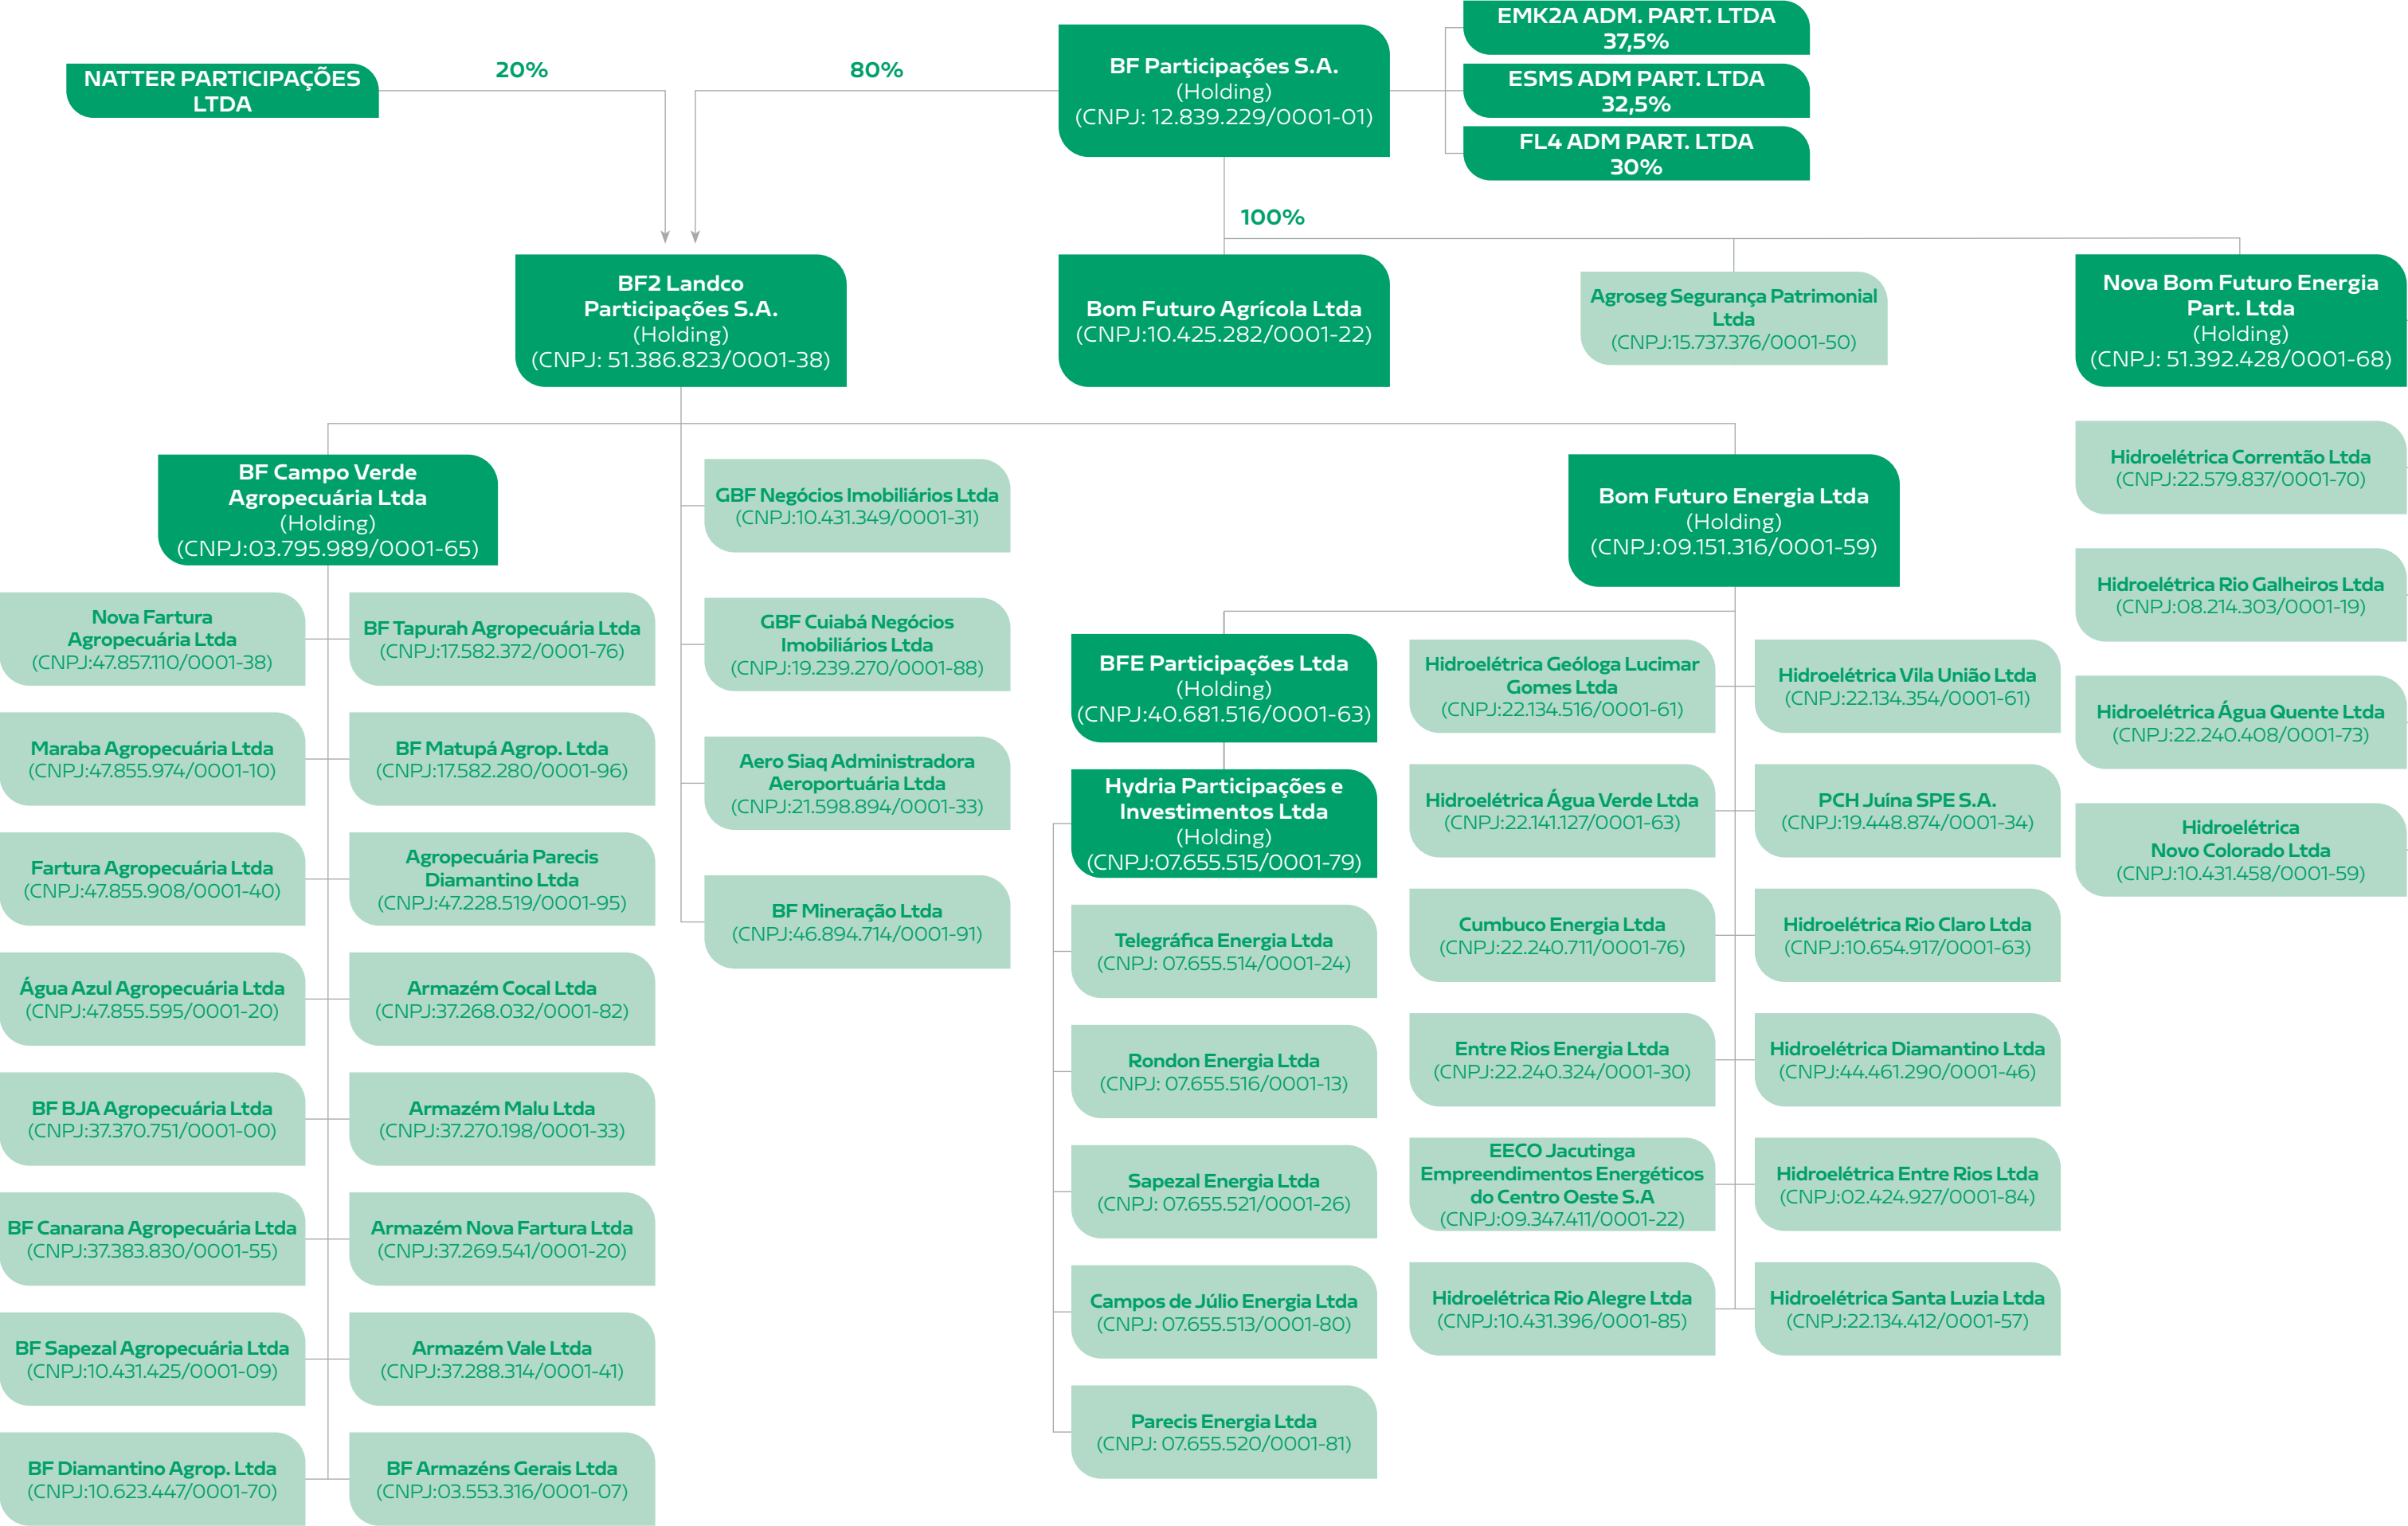 NATTER PARTICIPAÇÕES
LTDA
20%
80%
BF Participações S.A.
(Holding)
(CNPJ: 12.839.229/0001-01)
EMK2A ADM. PART. LTDA
37,5%
ESMS ADM PART. LTDA
32,5%
FL4 ADM PART. LTDA
30%
100%
BF2 Landco
Participações S.A.
(Holding)
(CNPJ: 51.386.823/0001-38)
Bom Futuro Agrícola Ltda
(CNPJ:10.425.282/0001-22)
Agroseg Segurança Patrimonial
Ltda
(CNPJ:15.737.376/0001-50)
Nova Bom Futuro Energia
Part. Ltda
(Holding)
(CNPJ: 51.392.428/0001-68)
BF Campo Verde
Agropecuária Ltda
(Holding)
(CNPJ:03.795.989/0001-65)
Nova Fartura
Agropecuária Ltda
(CNPJ:47.857.110/0001-38)
BF Tapurah Agropecuária Ltda
(CNPJ:17.582.372/0001-76)
Maraba Agropecuária Ltda
(CNPJ:47.855.974/0001-10)
BF Matupá Agrop. Ltda
(CNPJ:17.582.280/0001-96)
Fartura Agropecuária Ltda
(CNPJ:47.855.908/0001-40)
Agropecuária Parecis
Diamantino Ltda
(CNPJ:47.228.519/0001-95)
Água Azul Agropecuária Ltda
(CNPJ:47.855.595/0001-20)
Armazém Cocal Ltda
(CNPJ:37.268.032/0001-82)
BF BJA Agropecuária Ltda
(CNPJ:37.370.751/0001-00)
Armazém Malu Ltda
(CNPJ:37.270.198/0001-33)
BF Canarana Agropecuária Ltda
(CNPJ:37.383.830/0001-55)
Armazém Nova Fartura Ltda
(CNPJ:37.269.541/0001-20)
BF Sapezal Agropecuária Ltda
(CNPJ:10.431.425/0001-09)
Armazém Vale Ltda
(CNPJ:37.288.314/0001-41)
BF Diamantino Agrop. Ltda
(CNPJ:10.623.447/0001-70)
BF Armazéns Gerais Ltda
(CNPJ:03.553.316/0001-07)
GBF Negócios Imobiliários Ltda
(CNPJ:10.431.349/0001-31)
GBF Cuiabá Negócios
Imobiliários Ltda
(CNPJ:19.239.270/0001-88)
Aero Siaq Administradora
Aeroportuária Ltda
(CNPJ:21.598.894/0001-33)
BF Mineração Ltda
(CNPJ:46.894.714/0001-91)
Bom Futuro Energia Ltda
(Holding)
(CNPJ:09.151.316/0001-59)
BFE Participações Ltda
(Holding)
(CNPJ:40.681.516/0001-63)
Hydria Participações e
Investimentos Ltda
(Holding)
(CNPJ:07.655.515/0001-79)
Telegráfica Energia Ltda
(CNPJ: 07.655.514/0001-24)
Rondon Energia Ltda
(CNPJ: 07.655.516/0001-13)
Sapezal Energia Ltda
(CNPJ: 07.655.521/0001-26)
Campos de Júlio Energia Ltda
(CNPJ: 07.655.513/0001-80)
Parecis Energia Ltda
(CNPJ: 07.655.520/0001-81)
Hidroelétrica Geóloga Lucimar
Gomes Ltda
(CNPJ:22.134.516/0001-61)
Hidroelétrica Vila União Ltda
(CNPJ:22.134.354/0001-61)
Hidroelétrica Água Verde Ltda
(CNPJ:22.141.127/0001-63)
PCH Juína SPE S.A.
(CNPJ:19.448.874/0001-34)
Cumbuco Energia Ltda
(CNPJ:22.240.711/0001-76)
Hidroelétrica Rio Claro Ltda
(CNPJ:10.654.917/0001-63)
Entre Rios Energia Ltda
(CNPJ:22.240.324/0001-30)
Hidroelétrica Diamantino Ltda
(CNPJ:44.461.290/0001-46)
EECO Jacutinga
Empreendimentos Energéticos
do Centro Oeste S.A
(CNPJ:09.347.411/0001-22)
Hidroelétrica Entre Rios Ltda
(CNPJ:02.424.927/0001-84)
Hidroelétrica Rio Alegre Ltda
(CNPJ:10.431.396/0001-85)
Hidroelétrica Santa Luzia Ltda
(CNPJ:22.134.412/0001-57)
Hidroelétrica Correntão Ltda
(CNPJ:22.579.837/0001-70)
Hidroelétrica Rio Galheiros Ltda
(CNPJ:08.214.303/0001-19)
Hidroelétrica Água Quente Ltda
(CNPJ:22.240.408/0001-73)
Hidroelétrica
Novo Colorado Ltda
(CNPJ:10.431.458/0001-59)